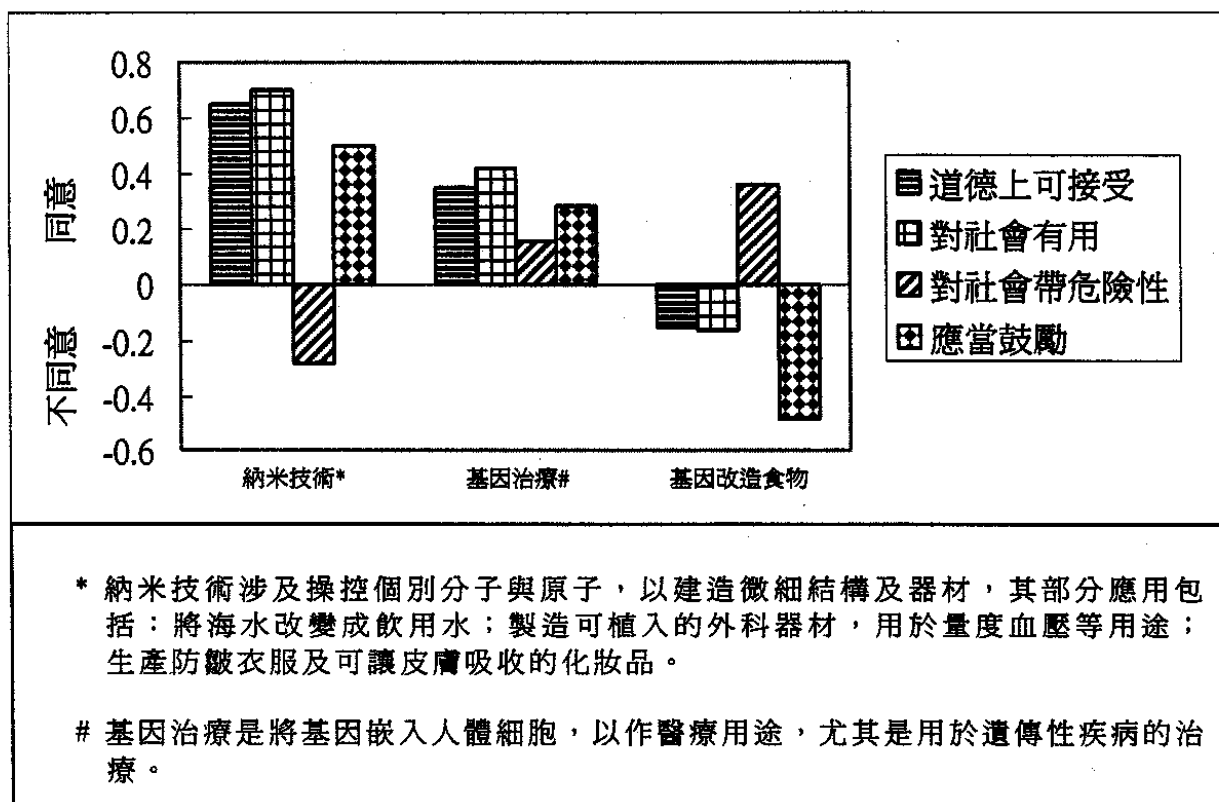 0.8
0.6
0.4
0.2
0
-0.2
-0.4
-0.6
同意
不同意
納米技術*
基因治療#
基因改造食物
道德上可接受
對社會有用
對社會帶危險性
應當鼓勵
* 納米技術涉及操控個別分子與原子，以建造微細結構及器材，其部分應用包
括：將海水改變成飲用水；製造可植入的外科器材，用於量度血壓等用途；
生產防皺衣服及可讓皮膚吸收的化妝品。
# 基因治療是將基因嵌入人體細胞，以作醫療用途，尤其是用於遺傳性疾病的治
療。